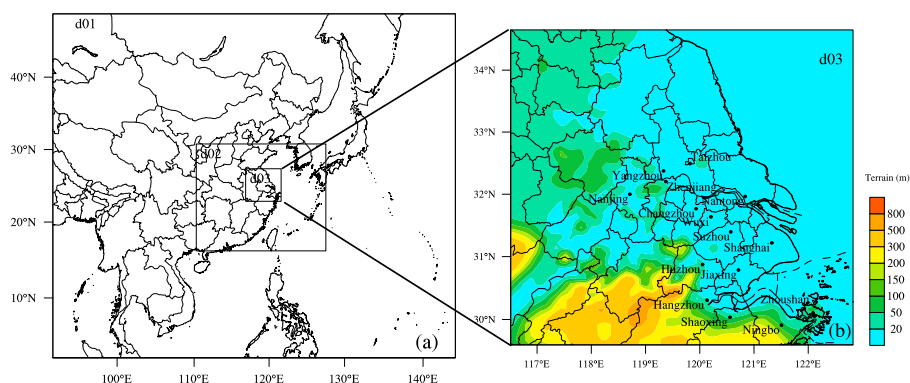 d01
40°N
30°N
20°N
10°N
d02
d03
(a)
100°E
110°E
120°E
130°E
140°E
d03
34°N
33°N
32°N
31°N
30°N
Taizhou
Yangzhou
Zhenjiang
Nanjing
Nantong
Changzhou
Wuxi
Suzhou
Shanghai
Huzhou
Jiaxing
Hangzhou
Zhoushan
Shaoxing
Ningbo
(b)
116°E
118°E
119°E
120°E
121°E
122°E
Terrain (m)
800
500
300
200
150
100
50
20